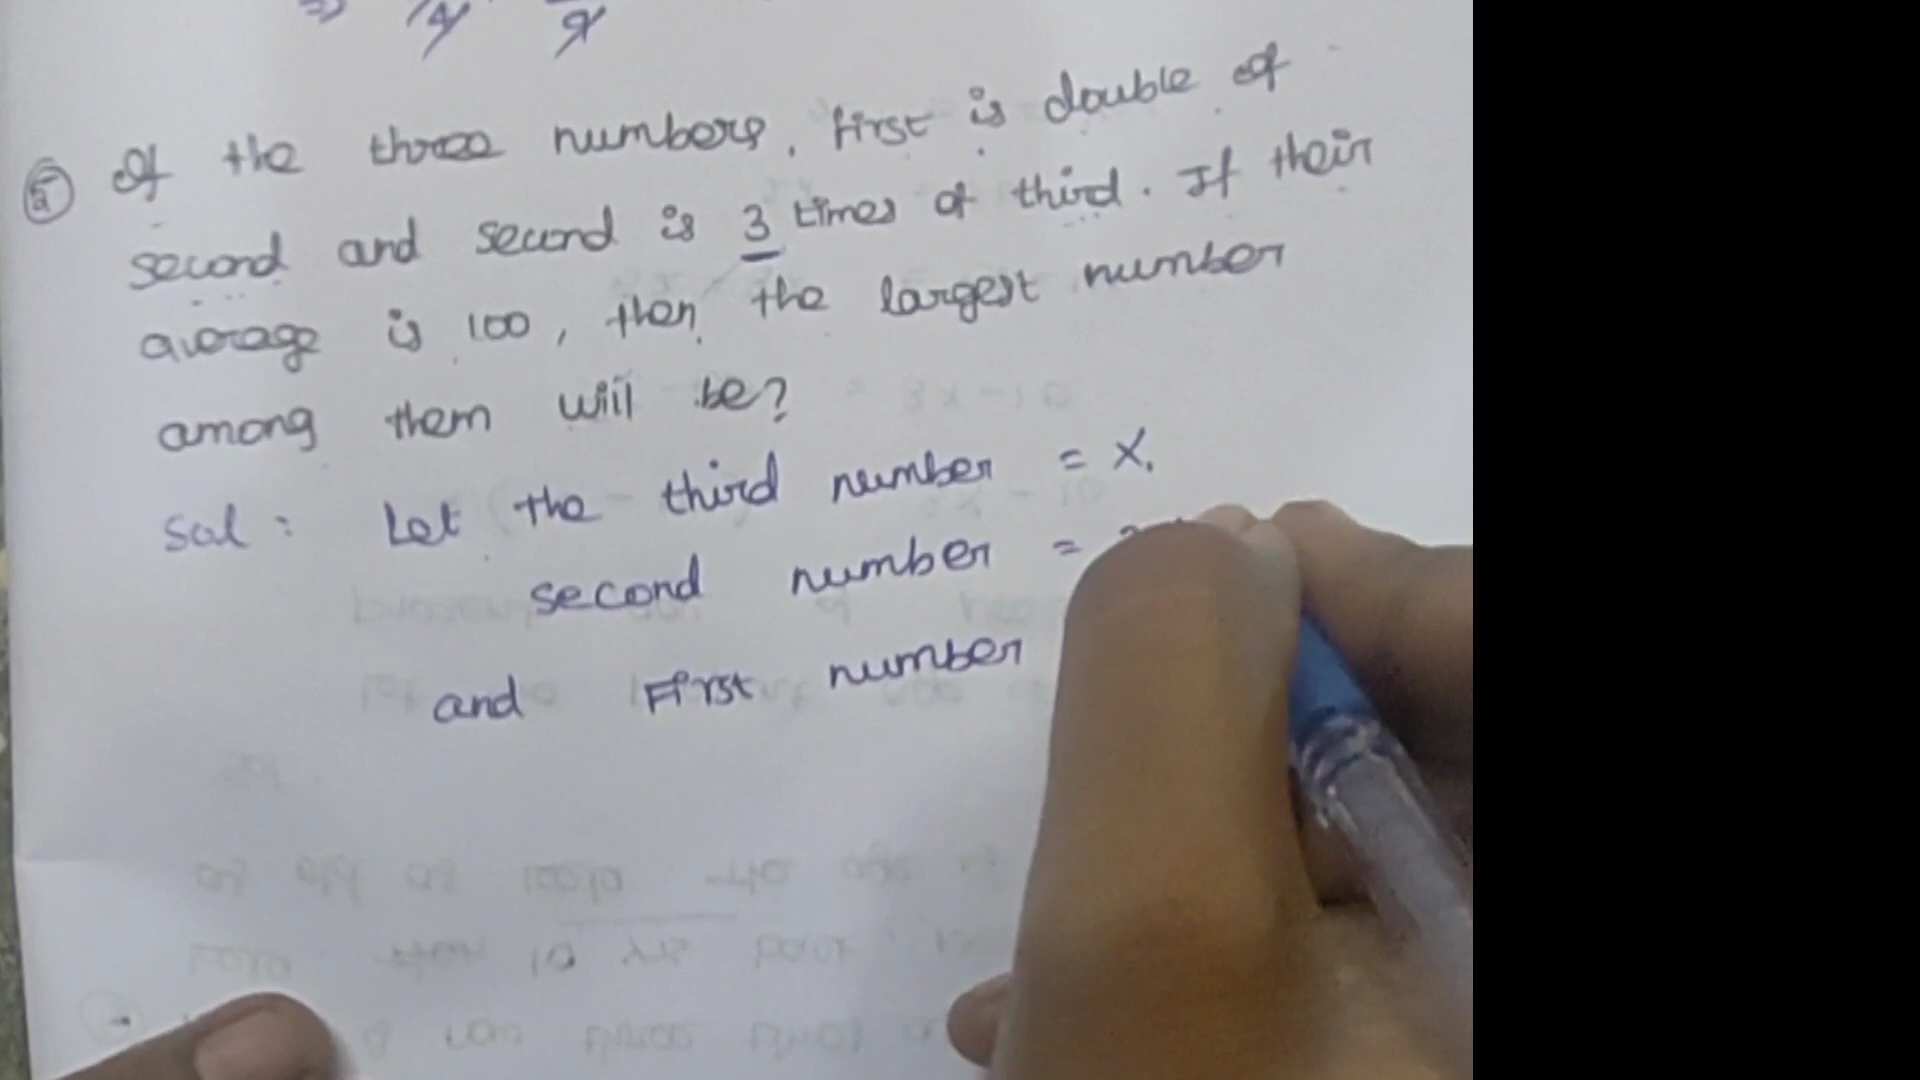 ⑤ Of the three numbers, first is double of
second and second is 3 times of third. If their
average is 100, then the largest number
among them will be?
Sol: Let the third number = x.
second number =
and First number